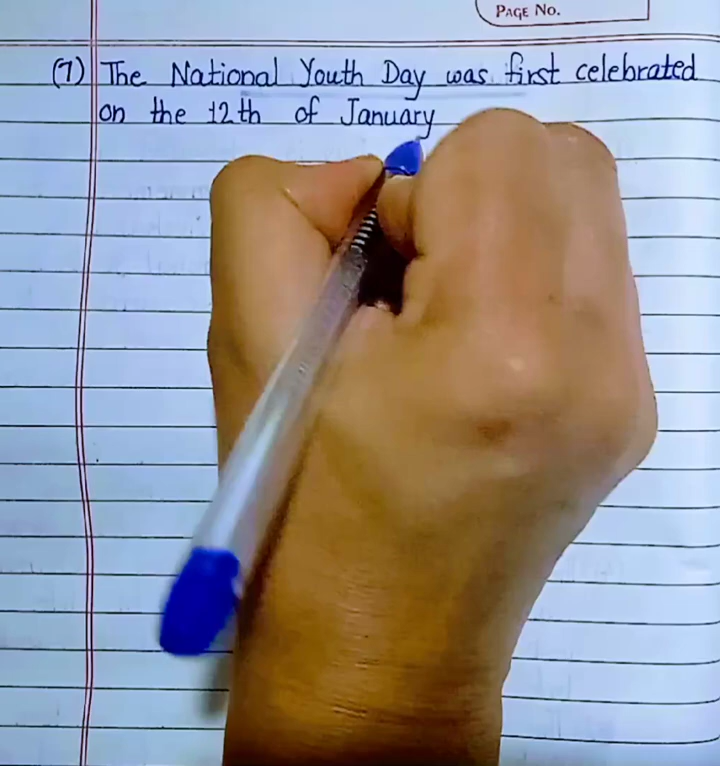 PAGE No.
(7) The National Youth Day was first celebrated
on the 12th of January